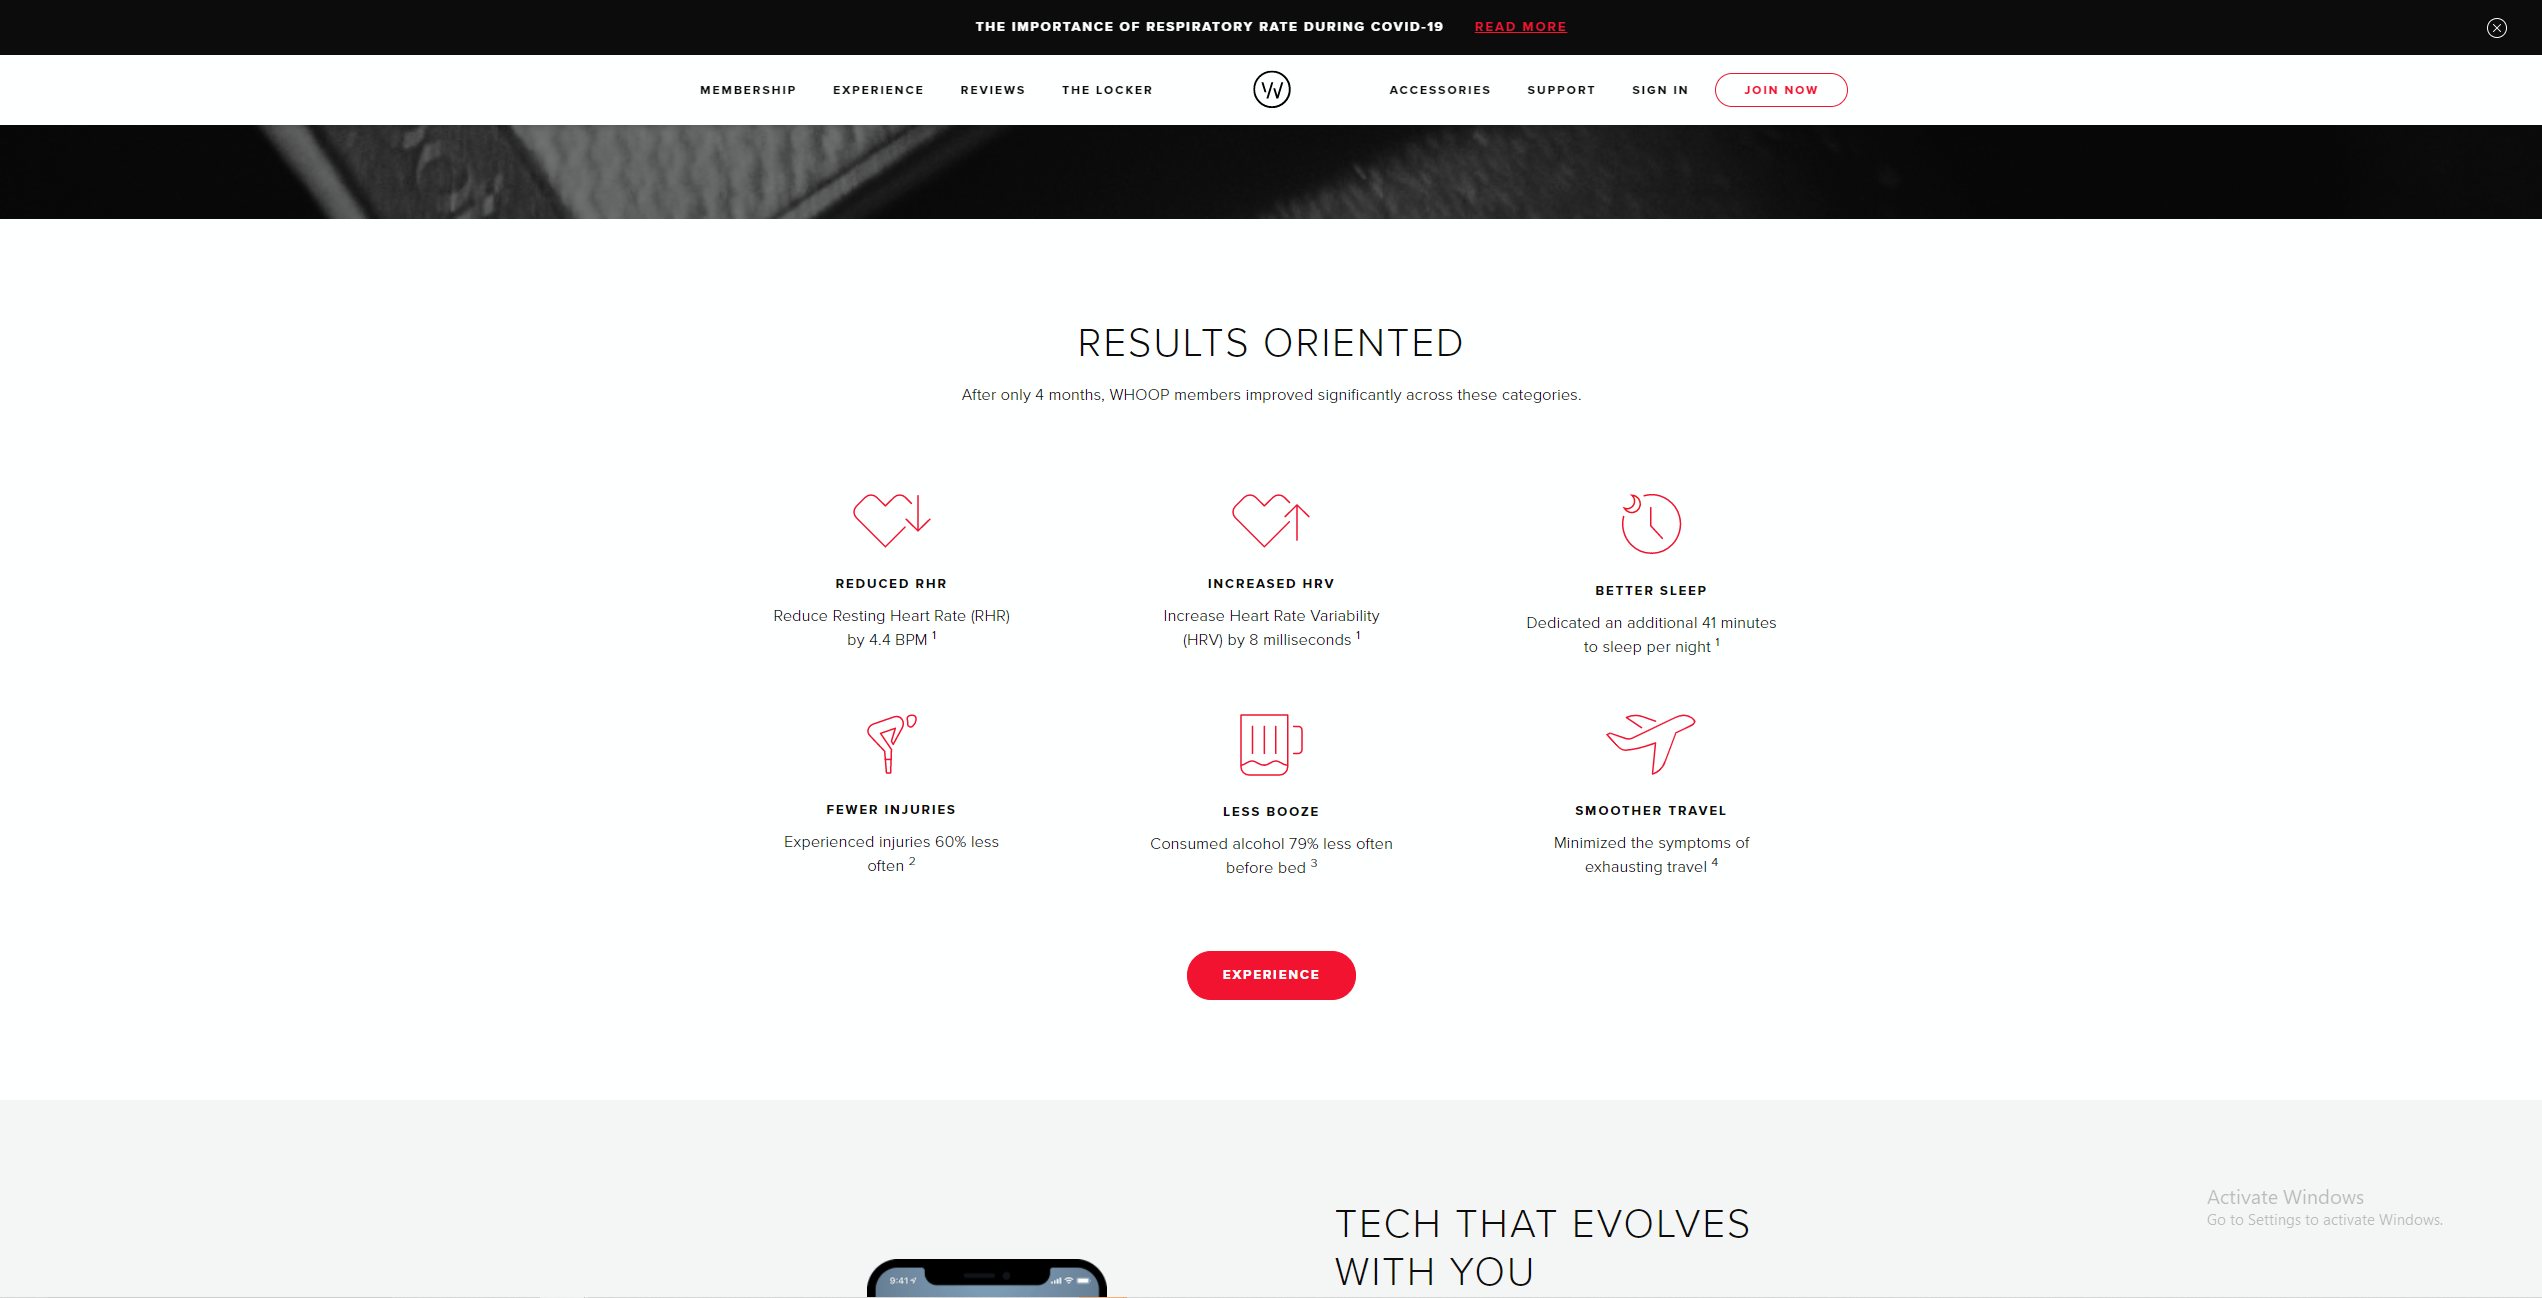 THE IMPORTANCE OF RESPIRATORY RATE DURING COVID-19 READ MORE
MEMBERSHIP EXPERIENCE REVIEWS THE LOCKER W ACCESSORIES SUPPORT SIGN IN JOIN NOW
RESULTS ORIENTED
After only 4 months, WHOOP members improved significantly across these categories.
REDUCED RHR
Reduce Resting Heart Rate (RHR)
by 4.4 BPM 1
INCREASED HRV
Increase Heart Rate Variability
(HRV) by 8 milliseconds 1
BETTER SLEEP
Dedicated an additional 41 minutes
to sleep per night 1
FEWER INJURIES
Experienced injuries 60% less
often 2
LESS BOOZE
Consumed alcohol 79% less often
before bed 3
SMOOTHER TRAVEL
Minimized the symptoms of
exhausting travel 4
EXPERIENCE
TECH THAT EVOLVES
WITH YOU
9:41
Activate Windows
Go to Settings to activate Windows.